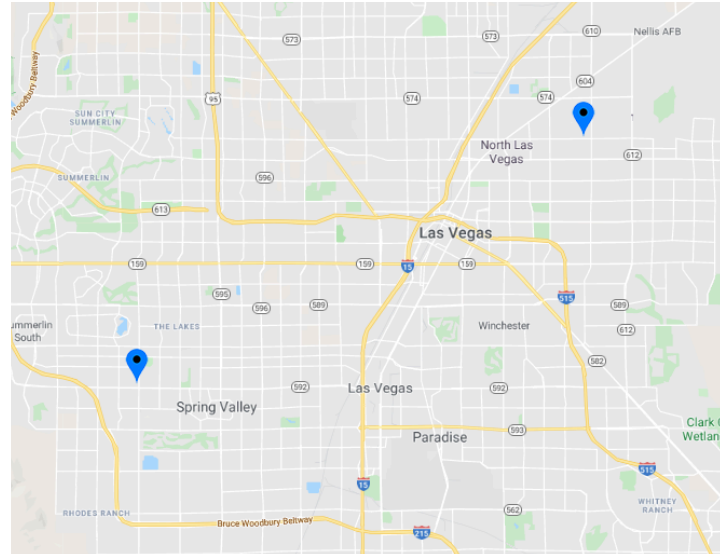 573
573
610
Nellis AFB
Woodbury Beltway
95
574
574
604
SUN CITY
SUMMERLIN
North Las
Vegas
612
SUMMERLIN
596
613
Las Vegas
159
159
159
15
595
596
589
515
589
ummerlin
South
THE LAKES
Winchester
612
582
592
Las Vegas
592
Spring Valley
593
Paradise
Clark C
Wetlan
515
15
RHODES RANCH
562
WHITNEY
RANCH
Bruce Woodbury Beltway
215